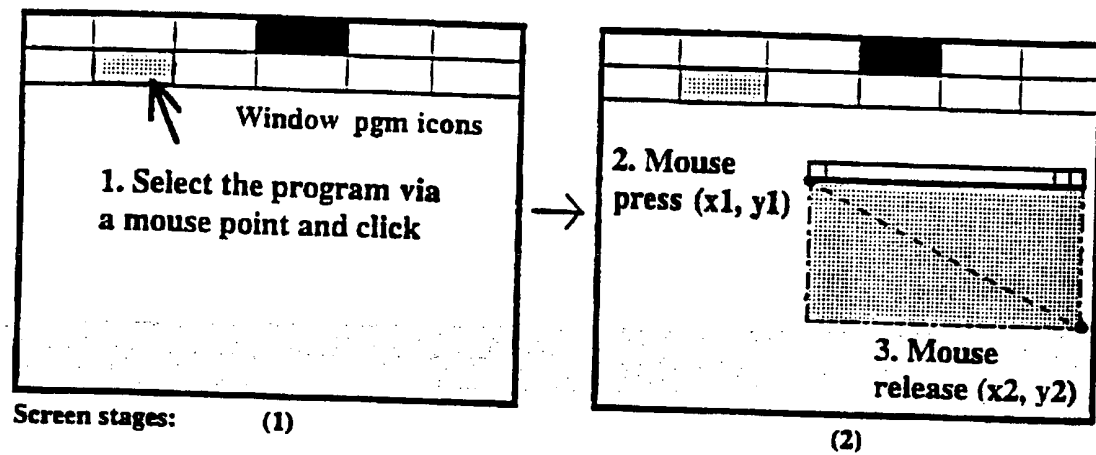 Window pgm icons
1. Select the program via
a mouse point and click
2. Mouse
press (x1, y1)
3. Mouse
release (x2, y2)
Screen stages: (1)
(2)